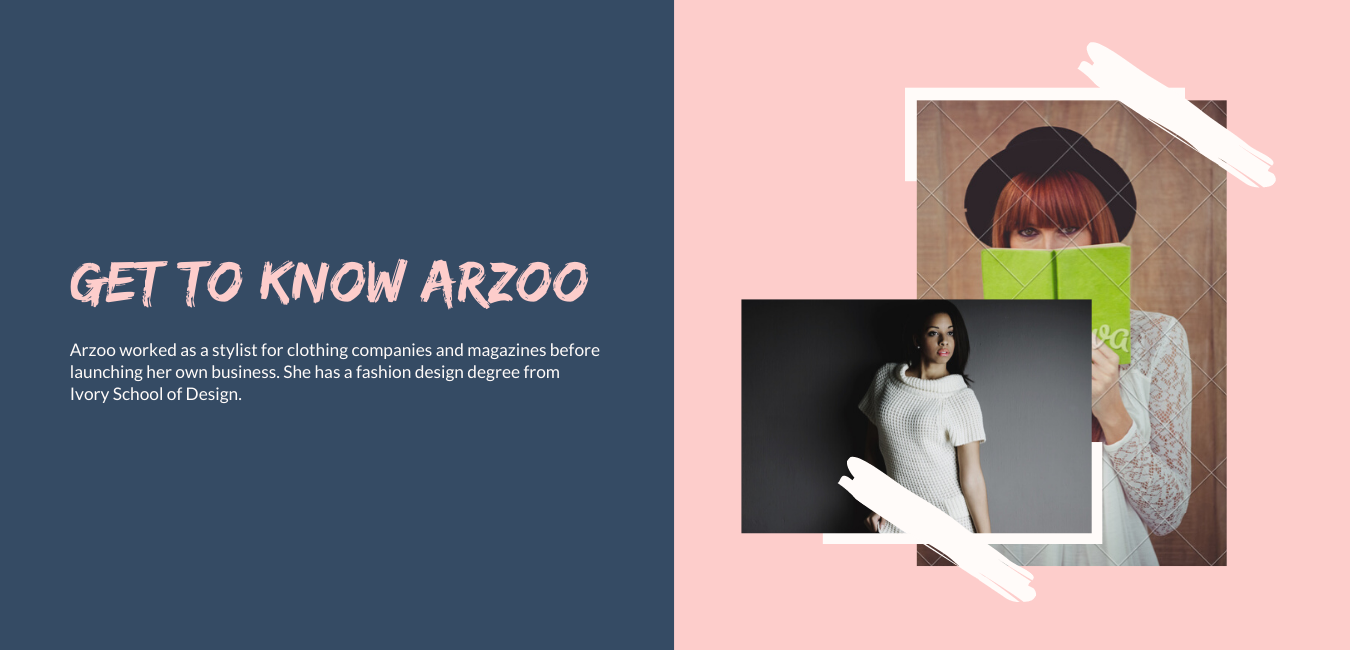 GET TO KNOW ARZOO
Arzoo worked as a stylist for clothing companies and magazines before
launching her own business. She has a fashion design degree from
Ivory School of Design.